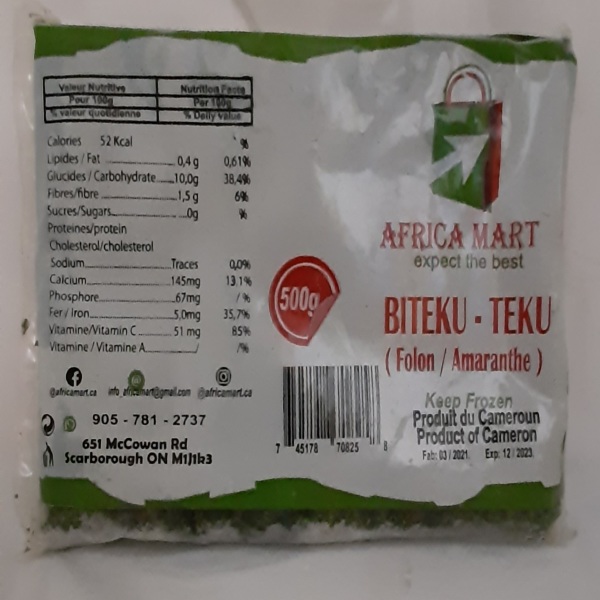 Valeur Nutritive Nutrition Facts
Pour 100g Per 100g
% valeur quotidienne % Daily value
Calories 52 Kcal %
Lipides / Fat 0,4 g 0,61%
Glucides / Carbohydrate 10,0g 38,4%
Fibres/fibre 1,5 g 6%
Sucres/Sugars 0g %
Proteines/protein
Cholesterol/cholesterol
Sodium Traces 0,0%
Calcium 145mg 13.1%
Phosphore 67mg / %
Fer / Iron 5,0mg 35,7%
Vitamine/Vitamin C 51 mg 85%
Vitamine / Vitamine A /%
@africamart.ca info_africamart@gmail.com @africamart.ca
905 - 781 - 2737
651 McCowan Rd
Scarborough ON M1J1k3
500g
AFRICA MART
expect the best
BITEKU - TEKU
( Folon / Amaranthe )
Keep Frozen
Produit du Cameroun
Product of Cameron
Fab: 03 / 2021 Exp: 12 / 2023
7 45178 70825 8